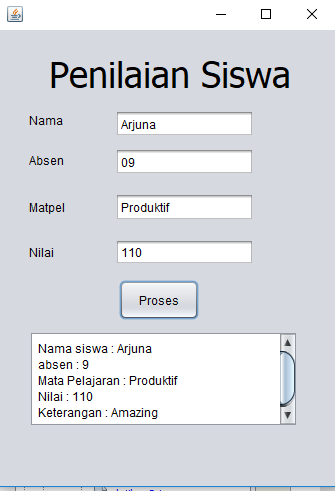 Penilaian Siswa
Nama
Arjuna
Absen
09
Matpel
Produktif
Nilai
110
Proses
Nama siswa : Arjuna
absen : 9
Mata Pelajaran : Produktif
Nilai : 110
Keterangan : Amazing